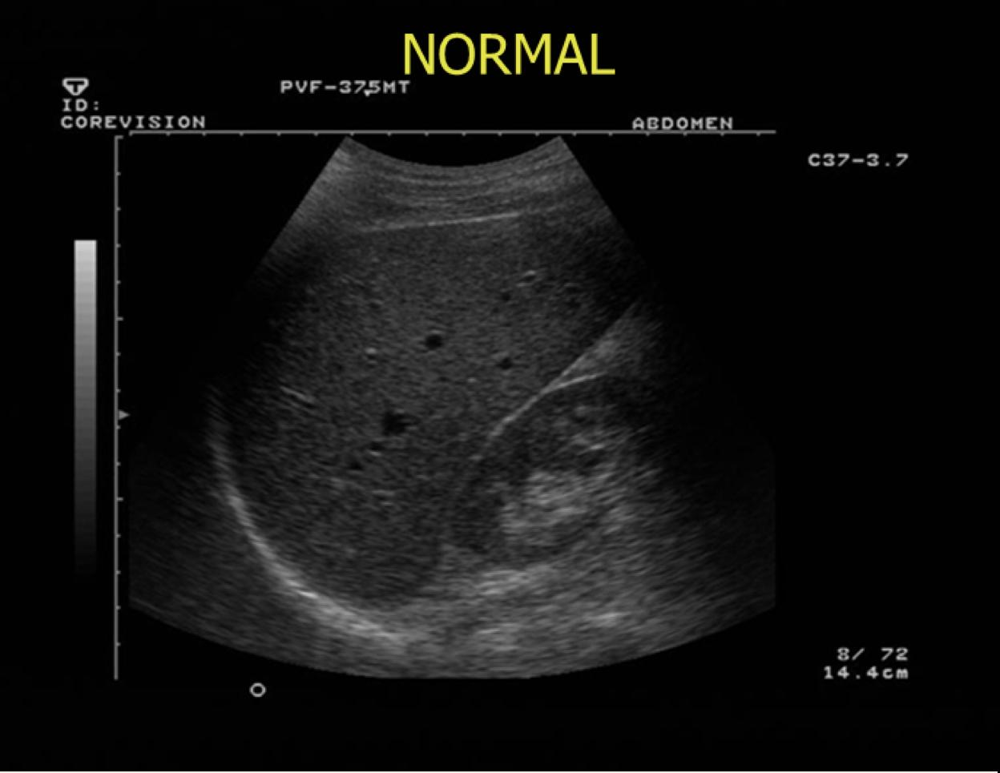 NORMAL
PVF-375MT
ID:
COREVISION
ABDOMEN
C37-3.7
8/ 72
14.4cm